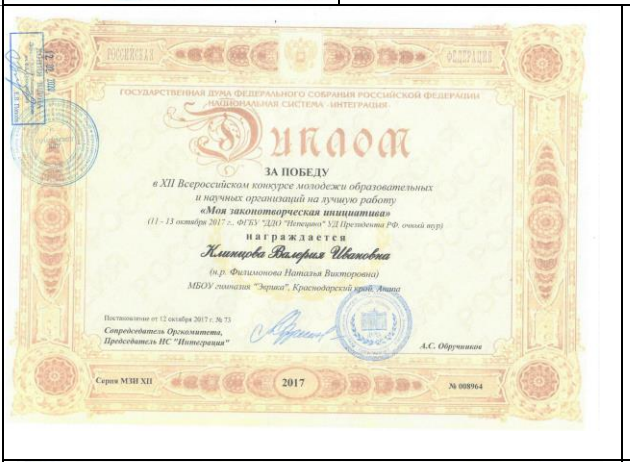 РОССИЙСКАЯ ФЕДЕРАЦИЯ
ГОСУДАРСТВЕННАЯ ДУМА ФЕДЕРАЛЬНОГО СОБРАНИЯ РОССИЙСКОЙ ФЕДЕРАЦИИ
НАЦИОНАЛЬНАЯ СИСТЕМА ИНТЕГРАЦИЯ
Диплом
ЗА ПОБЕДУ
в XII Всероссийском конкурсе молодежи образовательных
и научных организаций на лучшую работу
«Моя законотворческая инициатива»
(11 - 13 октября 2017 г., ФГБУ "ДДО "Непецино" УД Президента РФ, очный тур)
награждается
Клинцова Валерия Ивановна
(н.р. Филимонова Наталья Викторовна)
МБОУ гимназия "Эврика", Краснодарский край, Анапа
Постановление от 12 октября 2017 г. № 73
Сопредседатель Оргкомитета,
Председатель НС "Интеграция"
А.С. Обручников
Серия МЗИ XII
2017
№ 008964